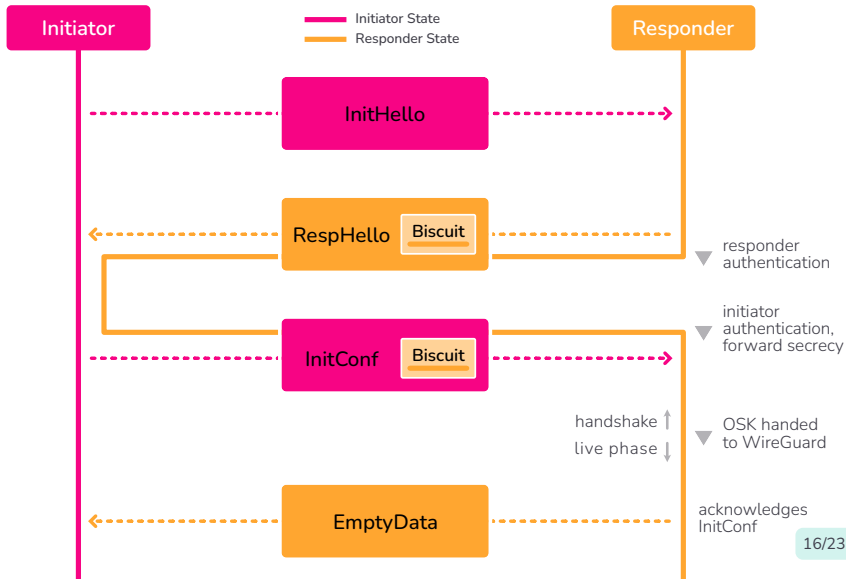 Initiator
Initiator State
Responder State
Responder
InitHello
RespHello
Biscuit
responder
authentication
initiator
authentication,
forward secrecy
InitConf
Biscuit
handshake
live phase
OSK handed
to WireGuard
EmptyData
acknowledges
InitConf
16/23